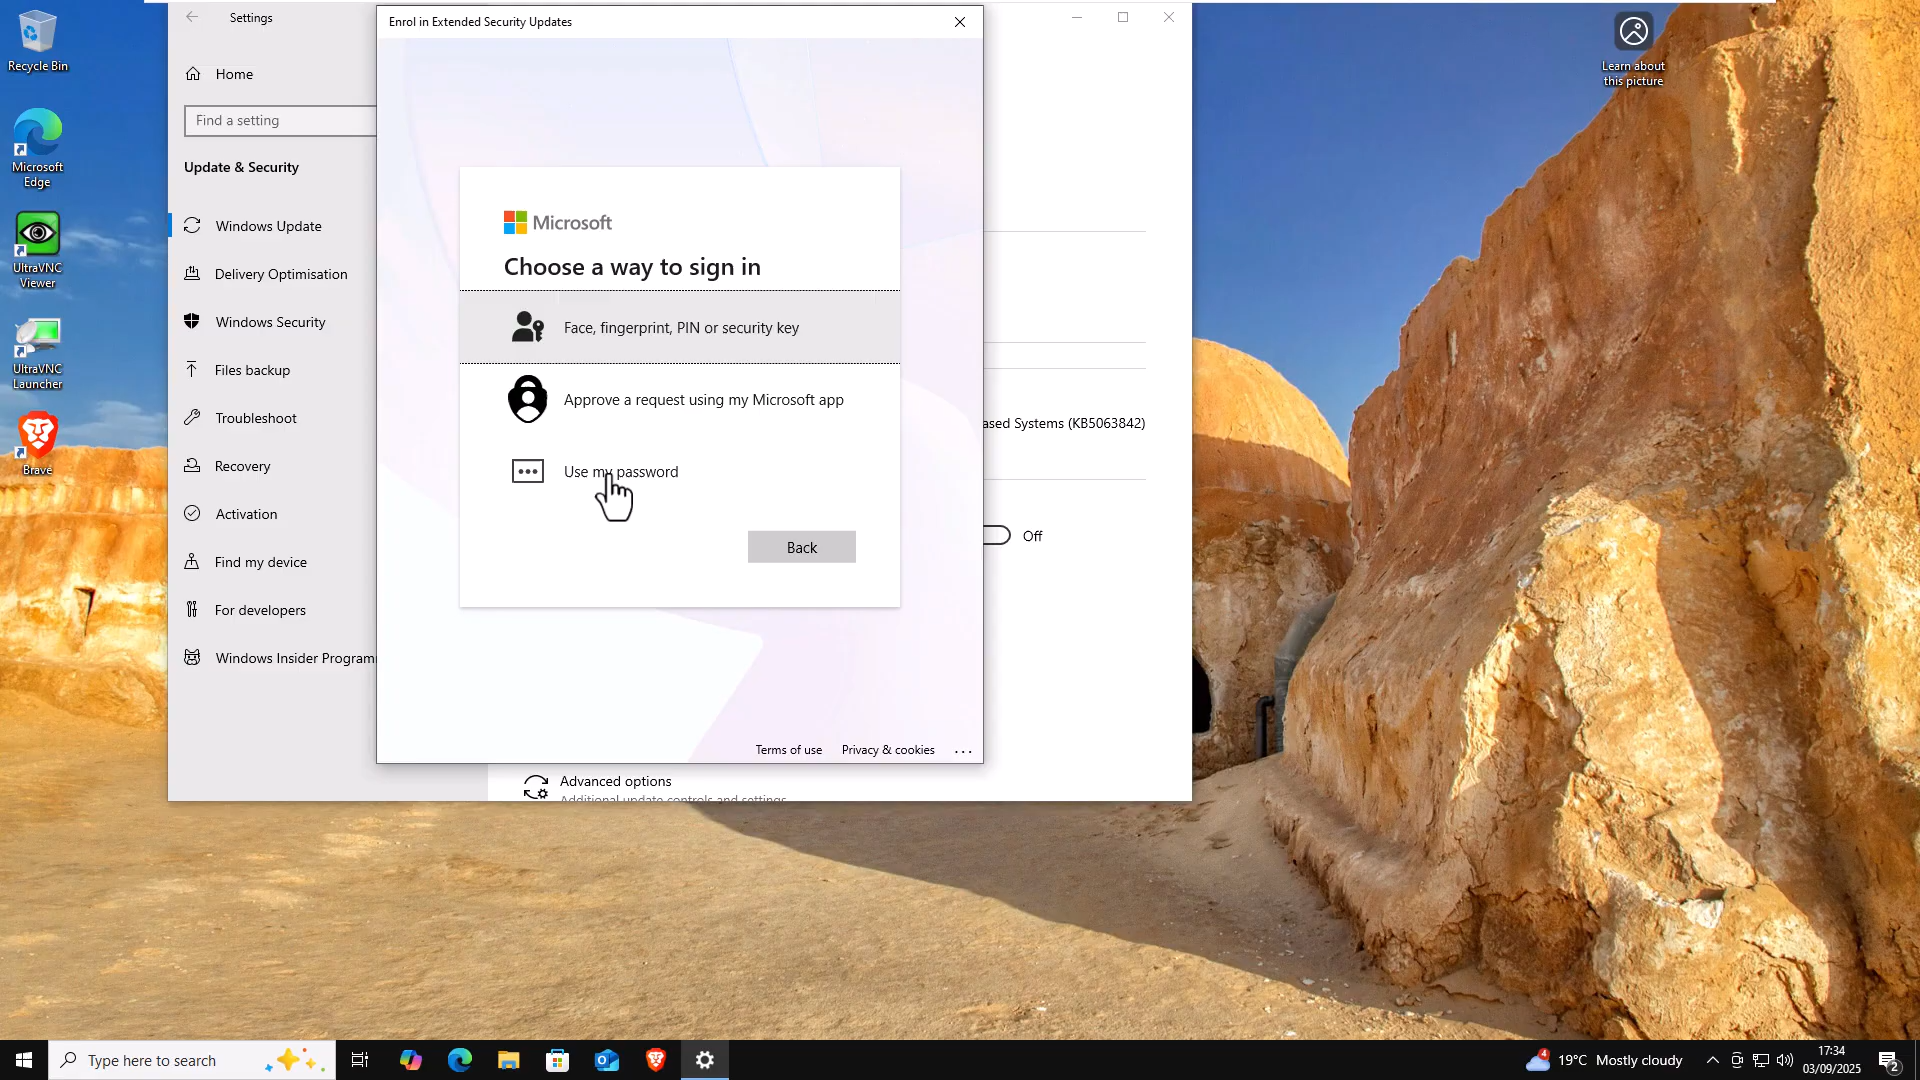 Recycle Bin
Microsoft
Edge
UltraVNC
Viewer
UltraVNC
Launcher
Brave
Settings
Home
Find a setting
Update & Security
Windows Update
Delivery Optimisation
Windows Security
Files backup
Troubleshoot
Recovery
Activation
Find my device
For developers
Windows Insider Program
Enrol in Extended Security Updates
Microsoft
Choose a way to sign in
Face, fingerprint, PIN or security key
Approve a request using my Microsoft app
Use my password
Back
Terms of use Privacy & cookies ...
ased Systems (KB5063842)
Off
Advanced options
Additional update controls and settings
Learn about
this picture
Type here to search
4
19°C Mostly cloudy
17:34
03/09/2025
2